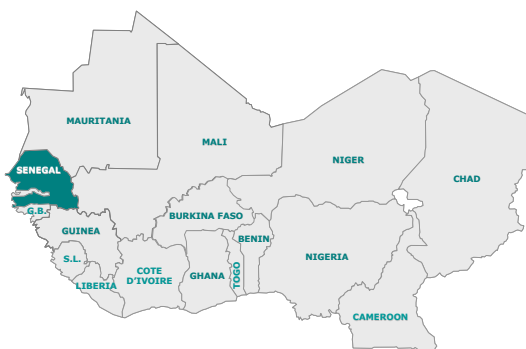 MAURITANIA
MALI
NIGER
CHAD
SENEGAL
G.B.
BURKINA FASO
GUINEA
BENIN
S.L.
COTE
D'IVOIRE
GHANA
TOGO
NIGERIA
LIBERIA
CAMEROON